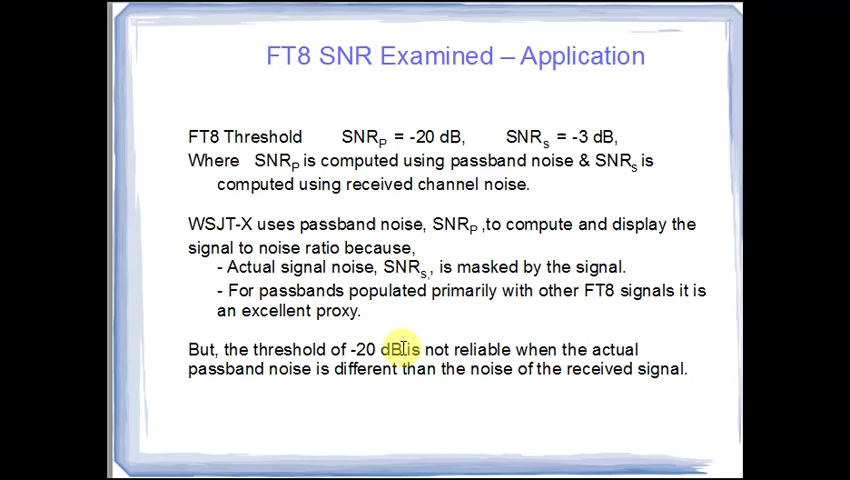 FT8 SNR Examined – Application
FT8 Threshold SNRP = -20 dB, SNRs = -3 dB,
Where SNRP is computed using passband noise & SNRs is
computed using received channel noise.
WSJT-X uses passband noise, SNRP ,to compute and display the
signal to noise ratio because,
- Actual signal noise, SNRs,, is masked by the signal.
- For passbands populated primarily with other FT8 signals it is
an excellent proxy.
But, the threshold of -20 dB is not reliable when the actual
passband noise is different than the noise of the received signal.